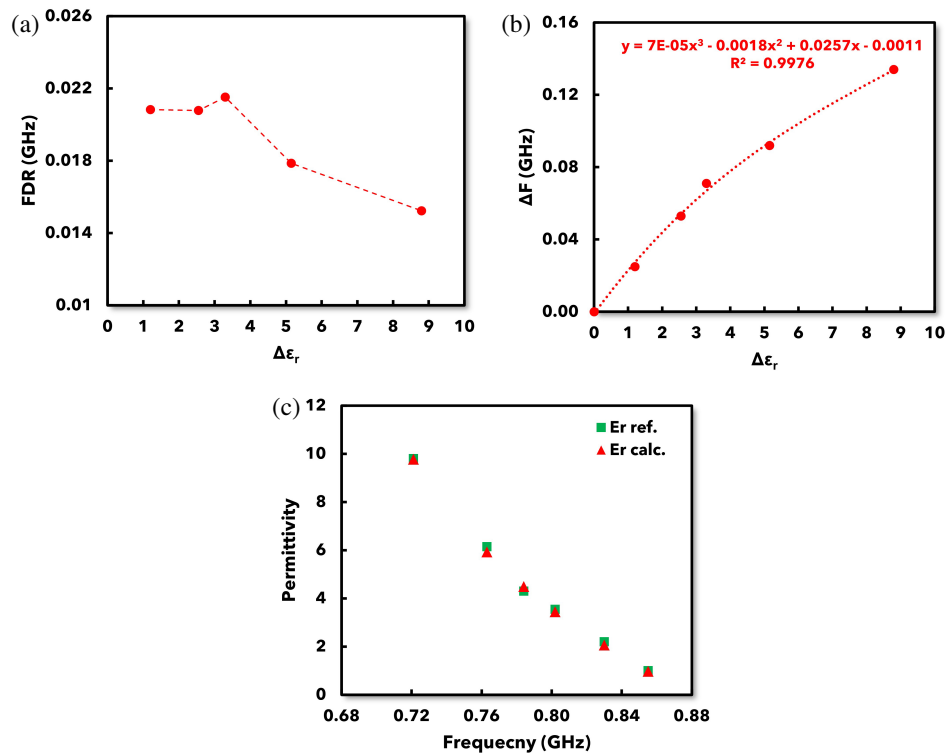 (a)
0.026
0.022
0.018
0.014
0.01
FDR (GHz)
0 1 2 3 4 5 6 7 8 9 10
Δεᵣ
(b)
0.16
0.12
0.08
0.04
0.00
ΔF (GHz)
y = 7E-05x³ - 0.0018x² + 0.0257x - 0.0011
R² = 0.9976
0 1 2 3 4 5 6 7 8 9 10
Δεᵣ
(c)
12
10
8
6
4
2
0
Permittivity
Er ref.
Er calc.
0.68 0.72 0.76 0.80 0.84 0.88
Frequecny (GHz)